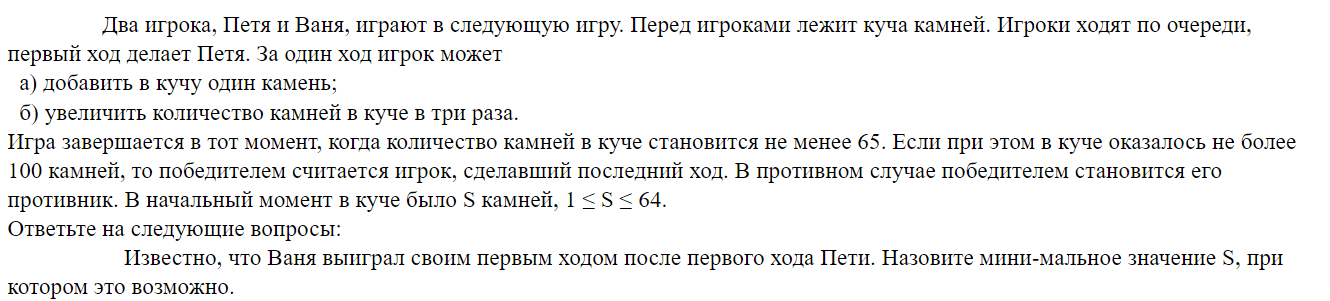 Два игрока, Петя и Ваня, играют в следующую игру. Перед игроками лежит куча камней. Игроки ходят по очереди,
первый ход делает Петя. За один ход игрок может
а) добавить в кучу один камень;
б) увеличить количество камней в куче в три раза.
Игра завершается в тот момент, когда количество камней в куче становится не менее 65. Если при этом в куче оказалось не более
100 камней, то победителем считается игрок, сделавший последний ход. В противном случае победителем становится его
противник. В начальный момент в куче было S камней, 1 ≤ S ≤ 64.
Ответьте на следующие вопросы:
Известно, что Ваня выиграл своим первым ходом после первого хода Пети. Назовите мини-мальное значение S, при
котором это возможно.